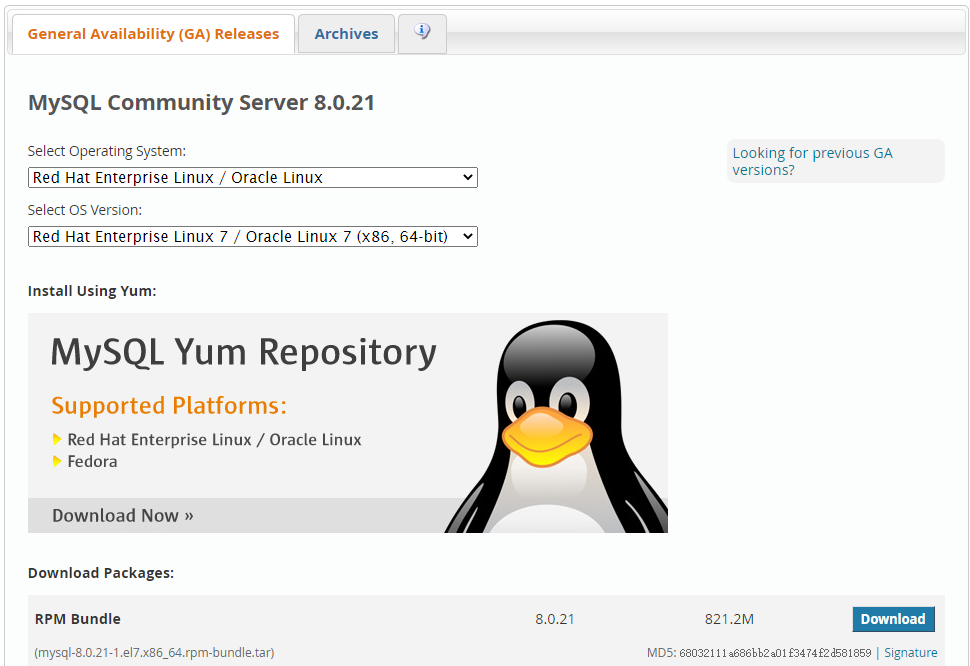 General Availability (GA) Releases
Archives
MySQL Community Server 8.0.21
Select Operating System:
Looking for previous GA
versions?
Red Hat Enterprise Linux / Oracle Linux
Select OS Version:
Red Hat Enterprise Linux 7 / Oracle Linux 7 (x86, 64-bit)
Install Using Yum:
MySQL Yum Repository
Supported Platforms:
Red Hat Enterprise Linux / Oracle Linux
Fedora
Download Now »
Download Packages:
RPM Bundle 8.0.21 821.2M Download
(mysql-8.0.21-1.el7.x86_64.rpm-bundle.tar) MD5: 68032111a686bb2a01f3474f2d581859 | Signature